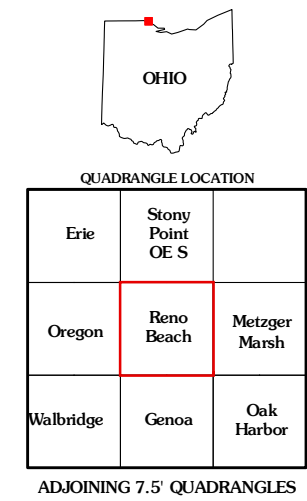 OHIO
QUADRANGLE LOCATION
Erie
Stony
Point
OE S
Oregon
Reno
Beach
Metzger
Marsh
Walbridge
Genoa
Oak
Harbor
ADJOINING 7.5' QUADRANGLES